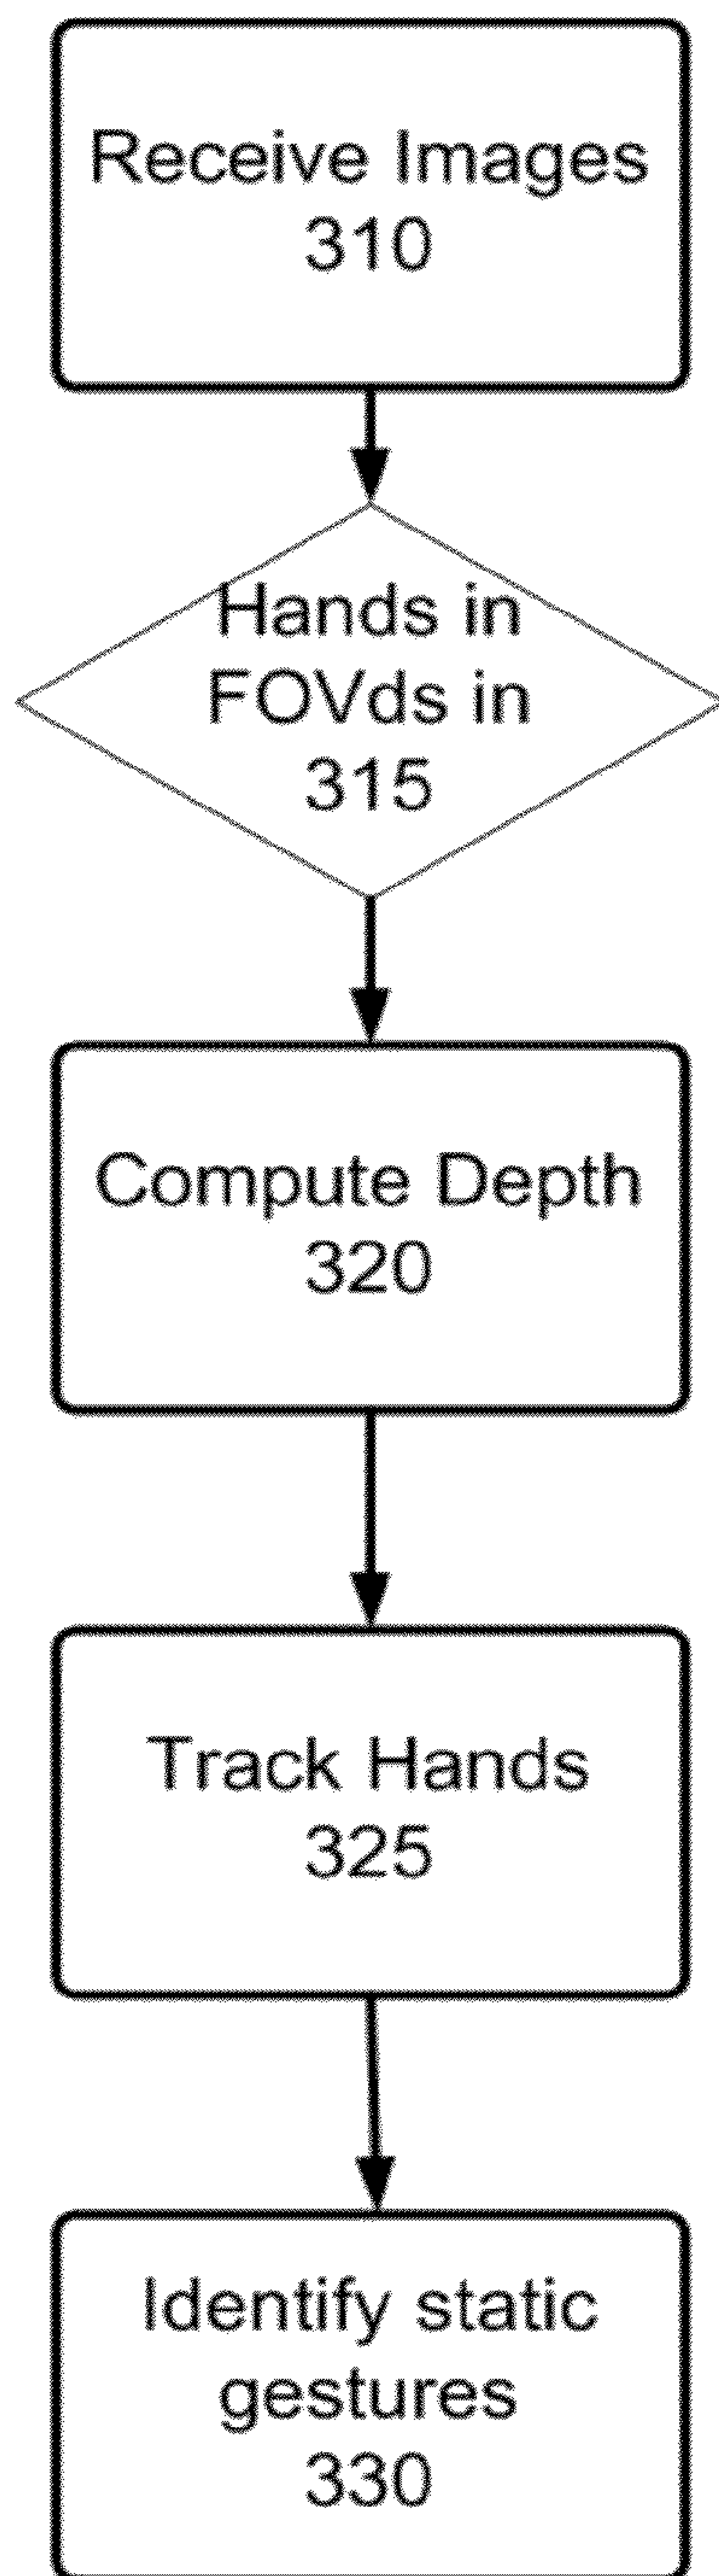 Receive Images
310
Hands in
FOVds in
315
Compute Depth
320
Track Hands
325
Identify static
gestures
330